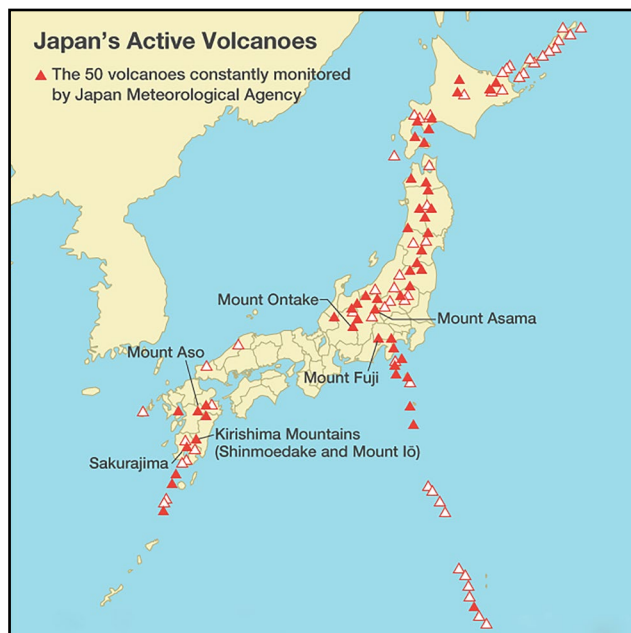 Japan's Active Volcanoes
The 50 volcanoes constantly monitored
by Japan Meteorological Agency
Mount Ontake
Mount Asama
Mount Aso
Mount Fuji
Kirishima Mountains
(Shinmoedake and Mount Iō)
Sakurajima